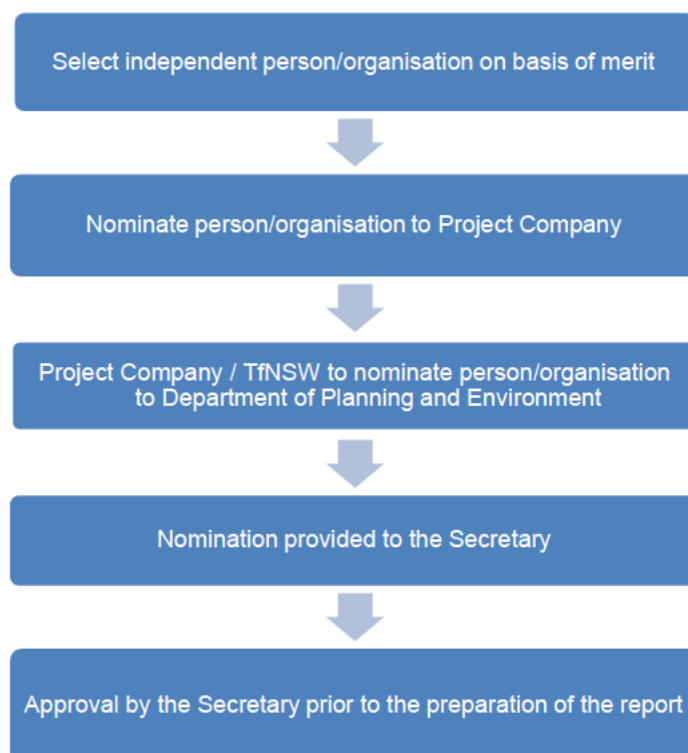 Select independent person/organisation on basis of merit
Nominate person/organisation to Project Company
Project Company / TfNSW to nominate person/organisation
to Department of Planning and Environment
Nomination provided to the Secretary
Approval by the Secretary prior to the preparation of the report